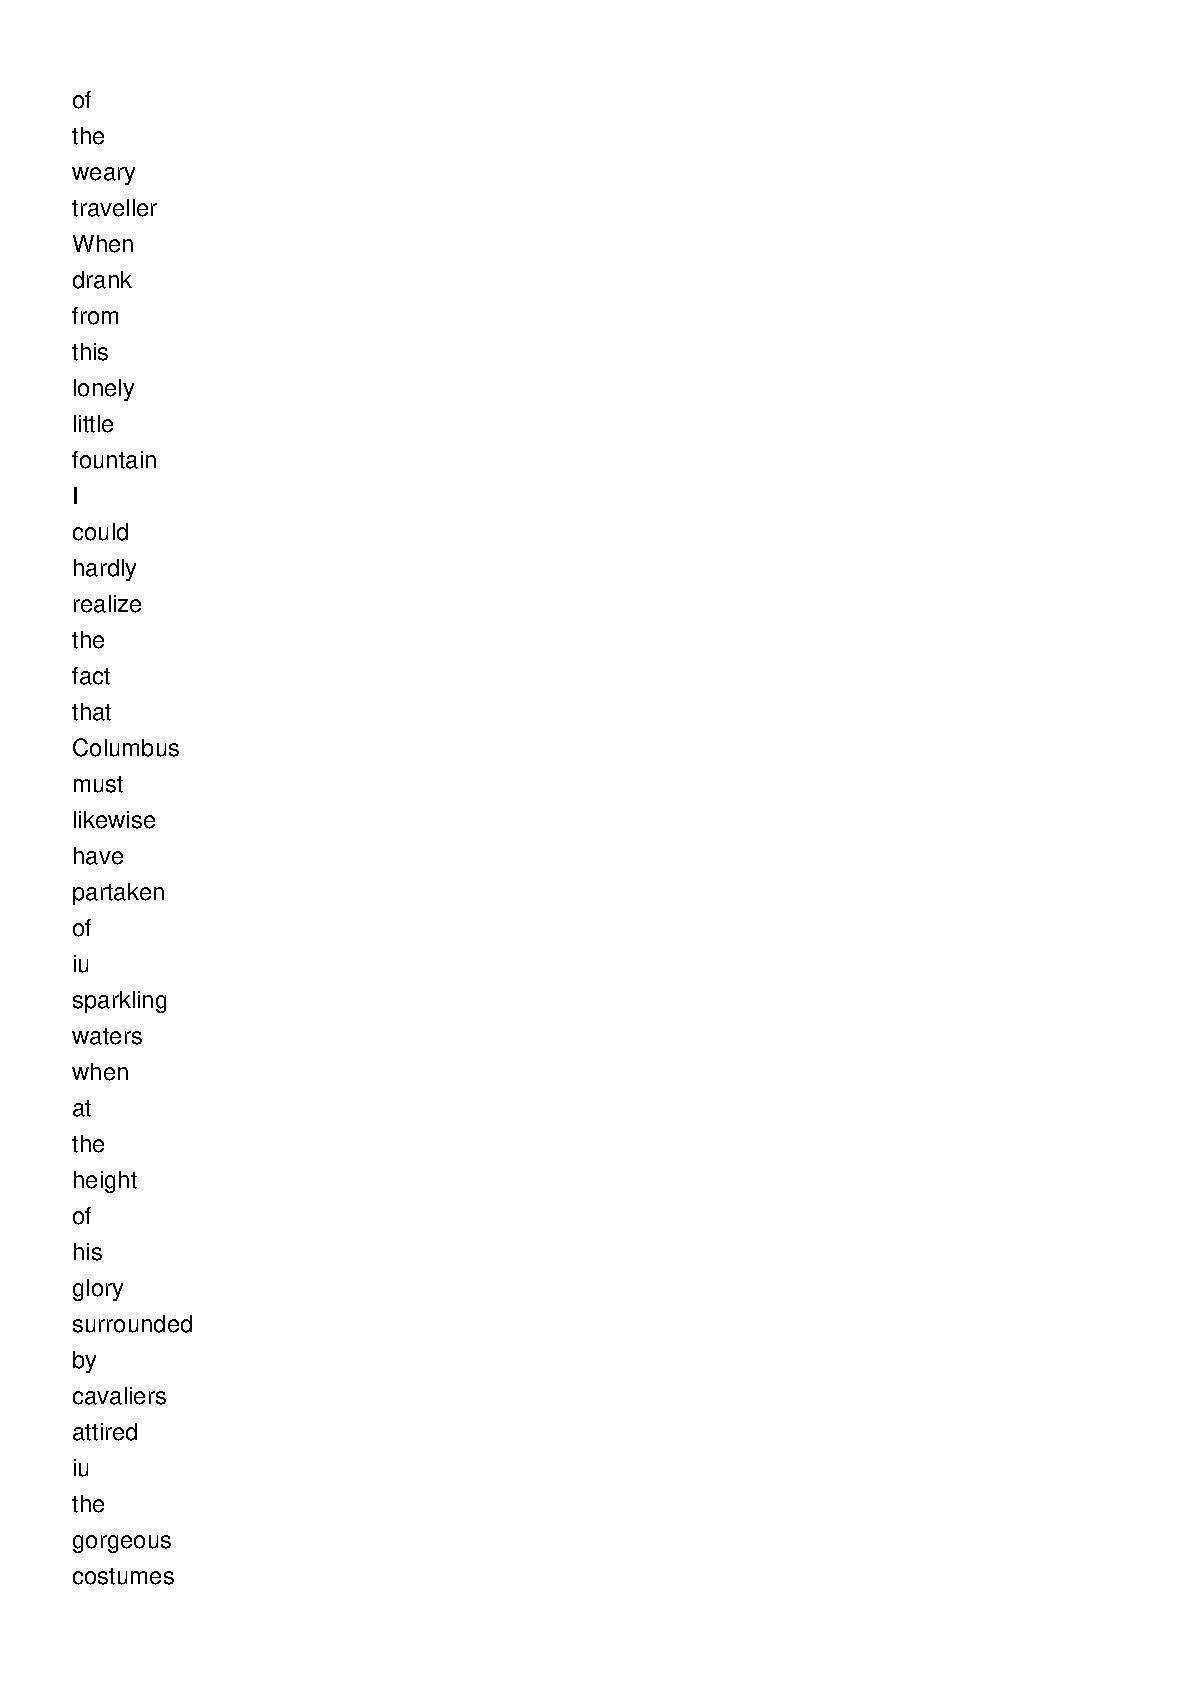 of
the
weary
traveller
When
drank
from
this
lonely
little
fountain
I
could
hardly
realize
the
fact
that
Columbus
must
likewise
have
partaken
of
iu
sparkling
waters
when
at
the
height
of
his
glory
surrounded
by
cavaliers
attired
iu
the
gorgeous
costumes